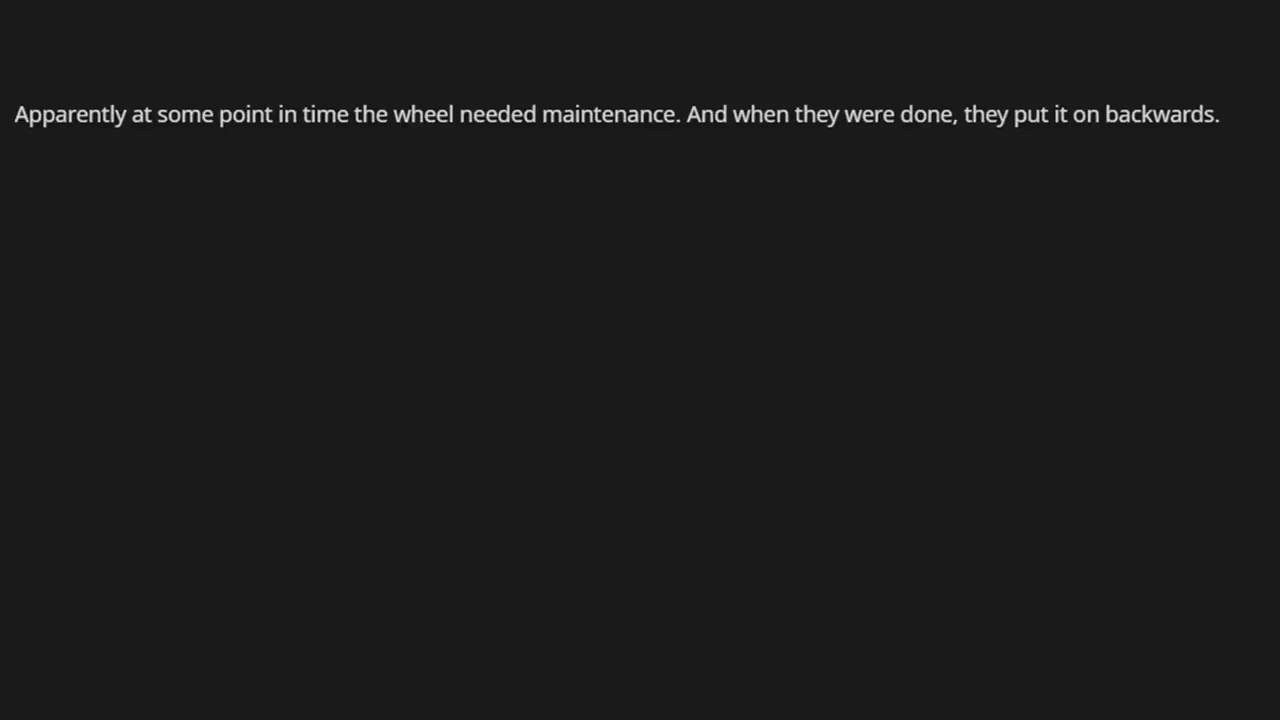 Apparently at some point in time the wheel needed maintenance. And when they were done, they put it on backwards.